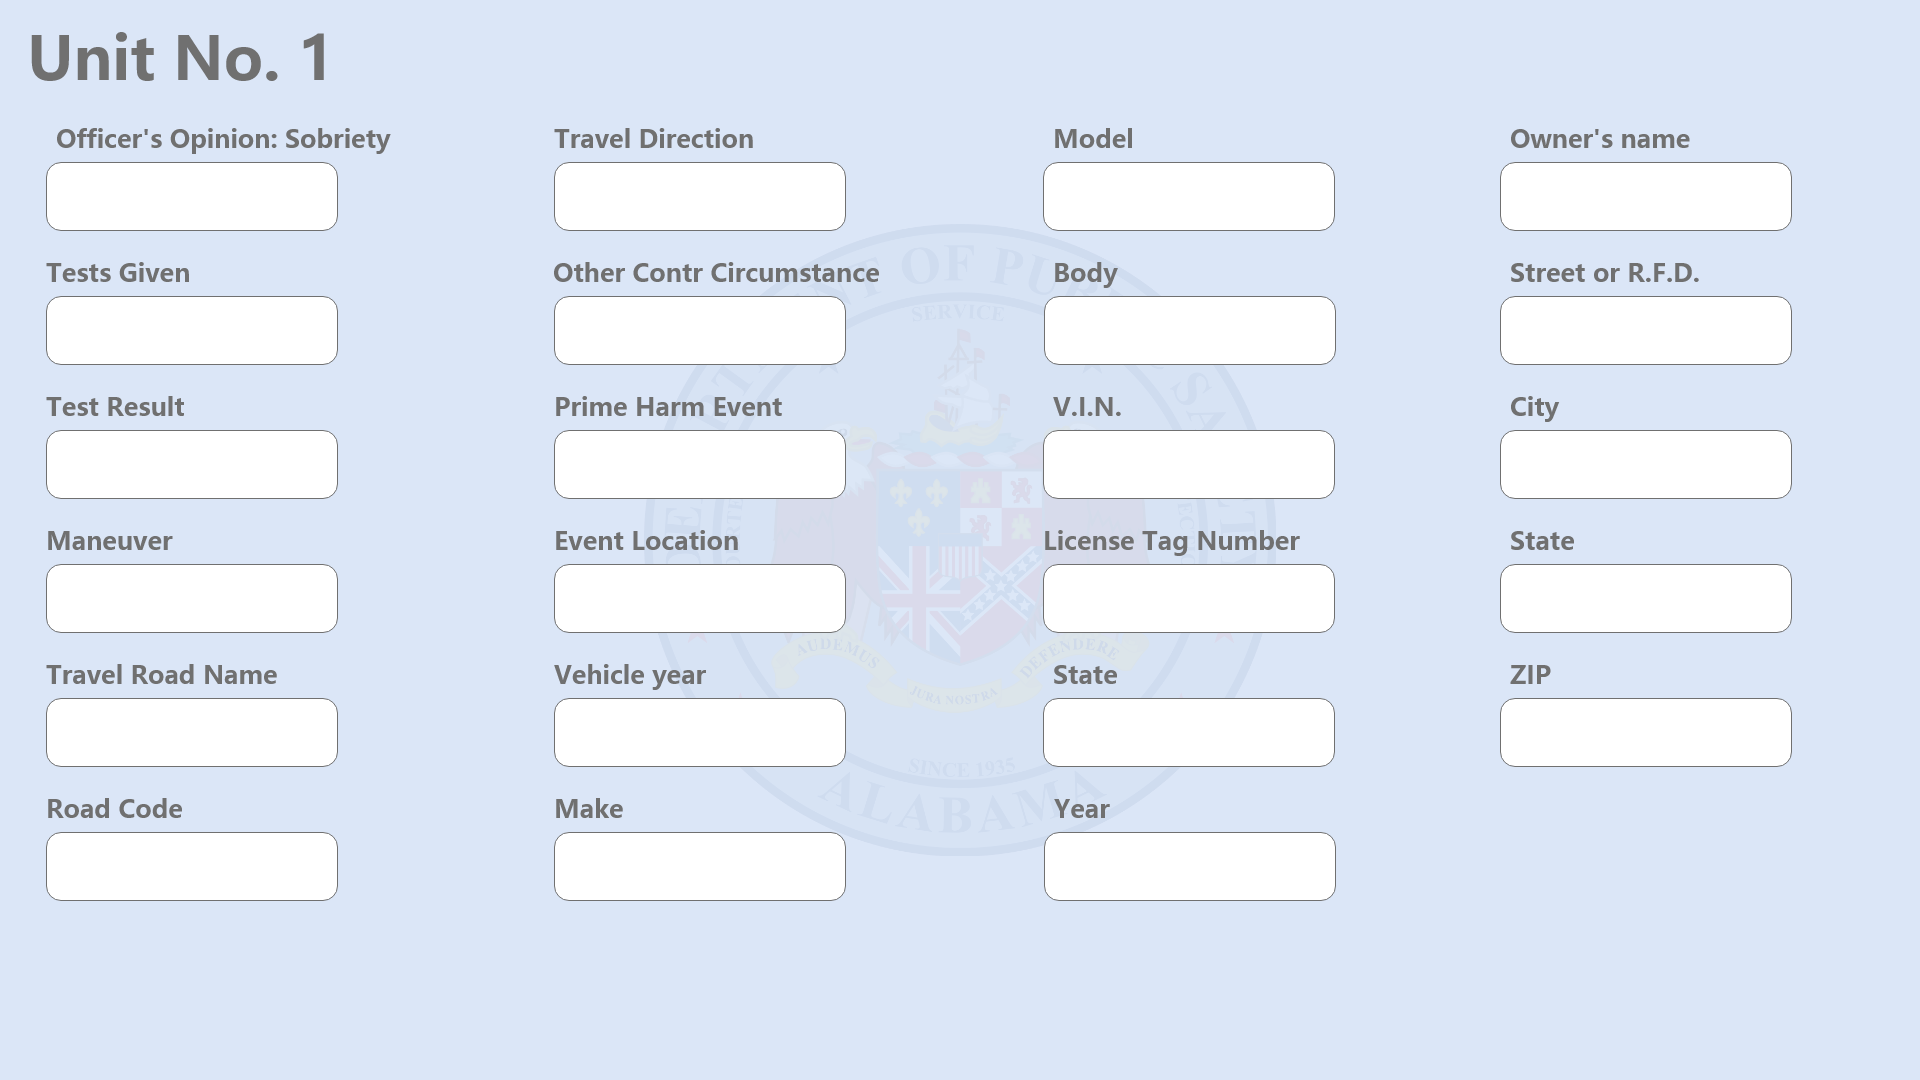 Unit No. 1
Officer's Opinion: Sobriety
Travel Direction
Model
Owner's name
Tests Given
Other Contr Circumstance
Body
Street or R.F.D.
Test Result
Prime Harm Event
V.I.N.
City
Maneuver
Event Location
License Tag Number
State
Travel Road Name
Vehicle year
State
ZIP
Road Code
Make
Year
SERVICE
AUDEMUS
JURA NOSTRA
DEFENDERE
SINCE 1935
ALABAMA